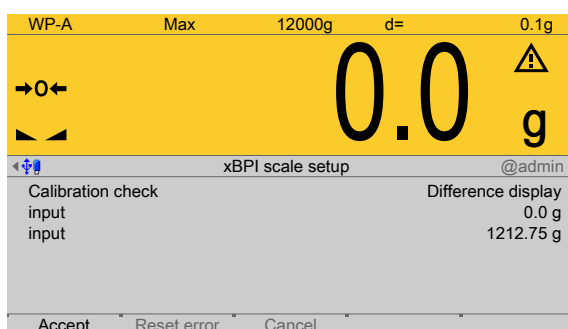 WP-A Max 12000g d= 0.1g
→0←
0.0 g
xBPI scale setup @admin
Calibration check Difference display
input 0.0 g
input 1212.75 g
Accept Reset error Cancel